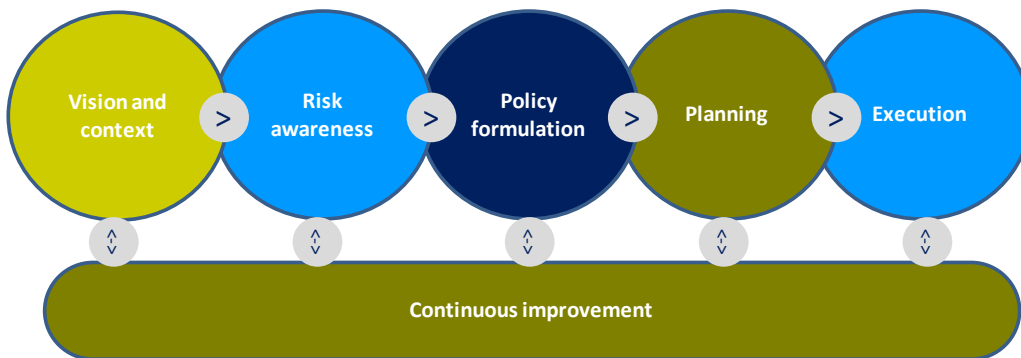 Vision and
context
>
Risk
awareness
>
Policy
formulation
>
Planning
>
Execution
<->
<->
<->
<->
<->
Continuous improvement